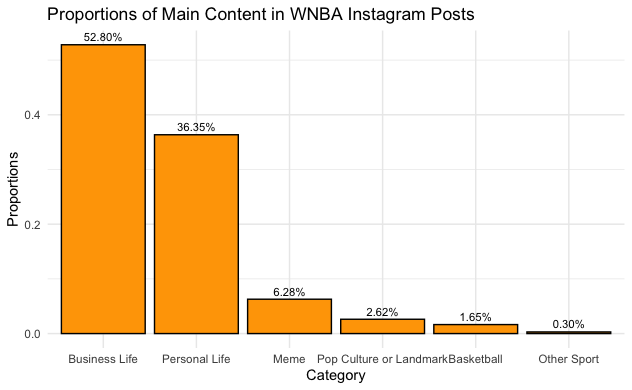 Proportions of Main Content in WNBA Instagram Posts
52.80%
36.35%
6.28%
2.62%
1.65%
0.30%
0.4
0.2
0.0
Proportions
Business Life
Personal Life
Meme
Pop Culture or Landmark
Basketball
Other Sport
Category